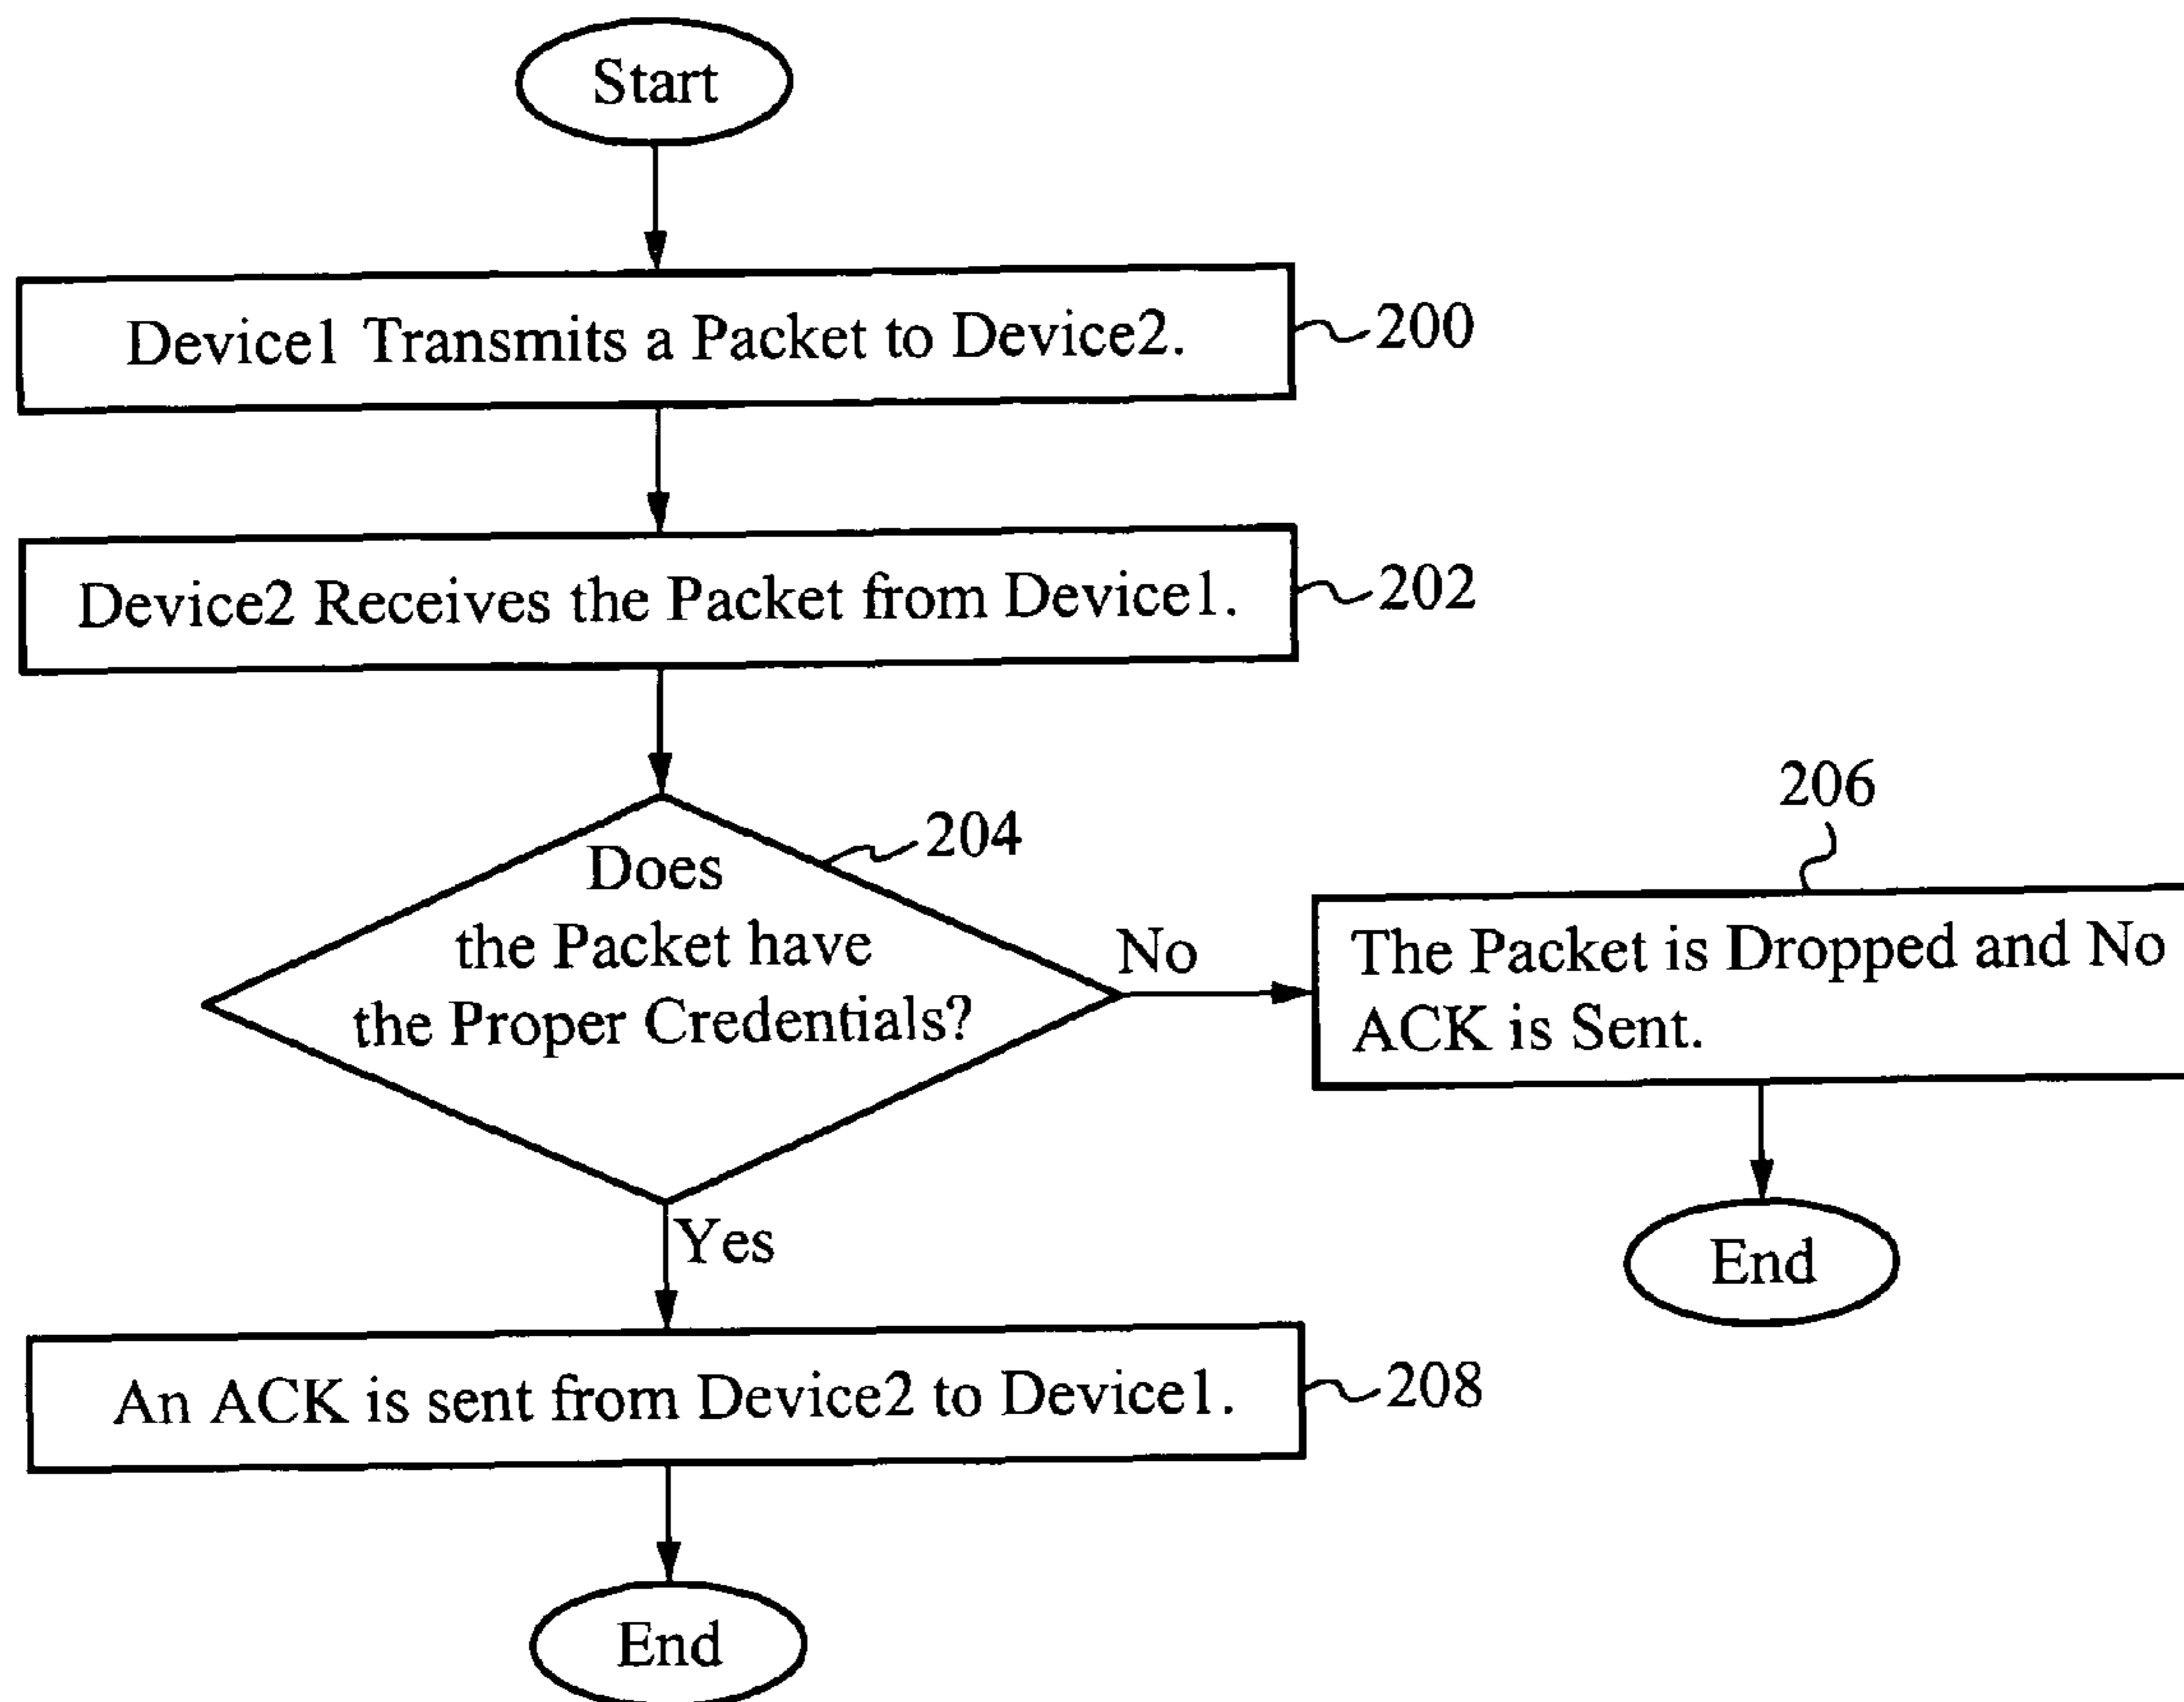 Start
Device1 Transmits a Packet to Device2.
200
Device2 Receives the Packet from Device1.
202
204
Does
the Packet have
the Proper Credentials?
No
206
The Packet is Dropped and No
ACK is Sent.
End
Yes
An ACK is sent from Device2 to Device1.
208
End